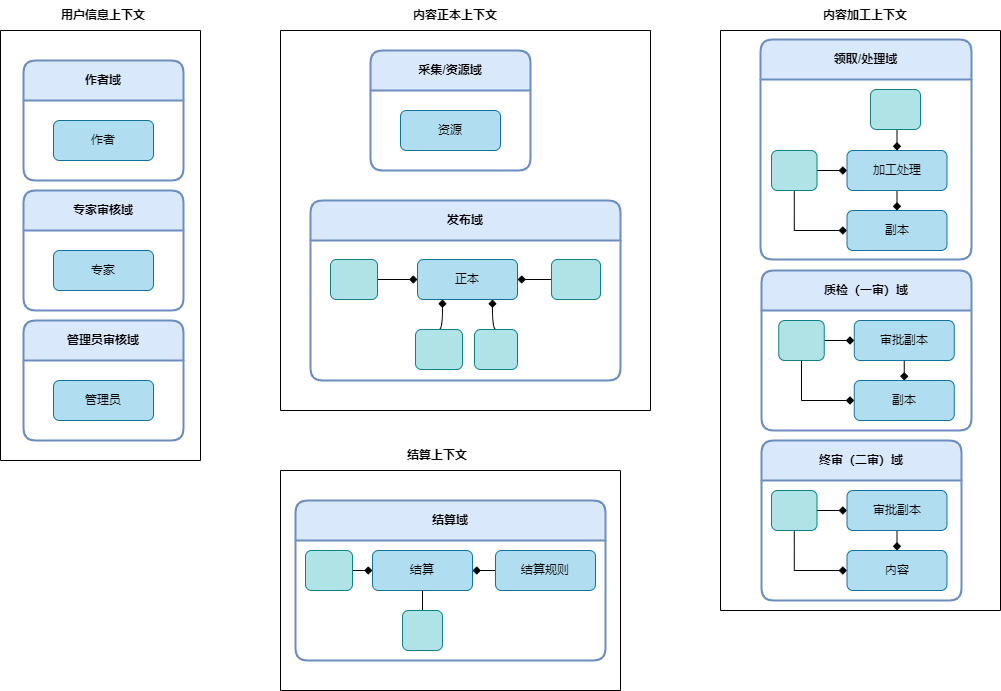 用户信息上下文
作者域
作者
专家审核域
专家
管理员审核域
管理员
内容正本上下文
采集/资源域
资源
发布域
正本
结算上下文
结算域
结算
结算规则
内容加工上下文
领取/处理域
加工处理
副本
质检（一审）域
审批副本
副本
终审（二审）域
审批副本
内容